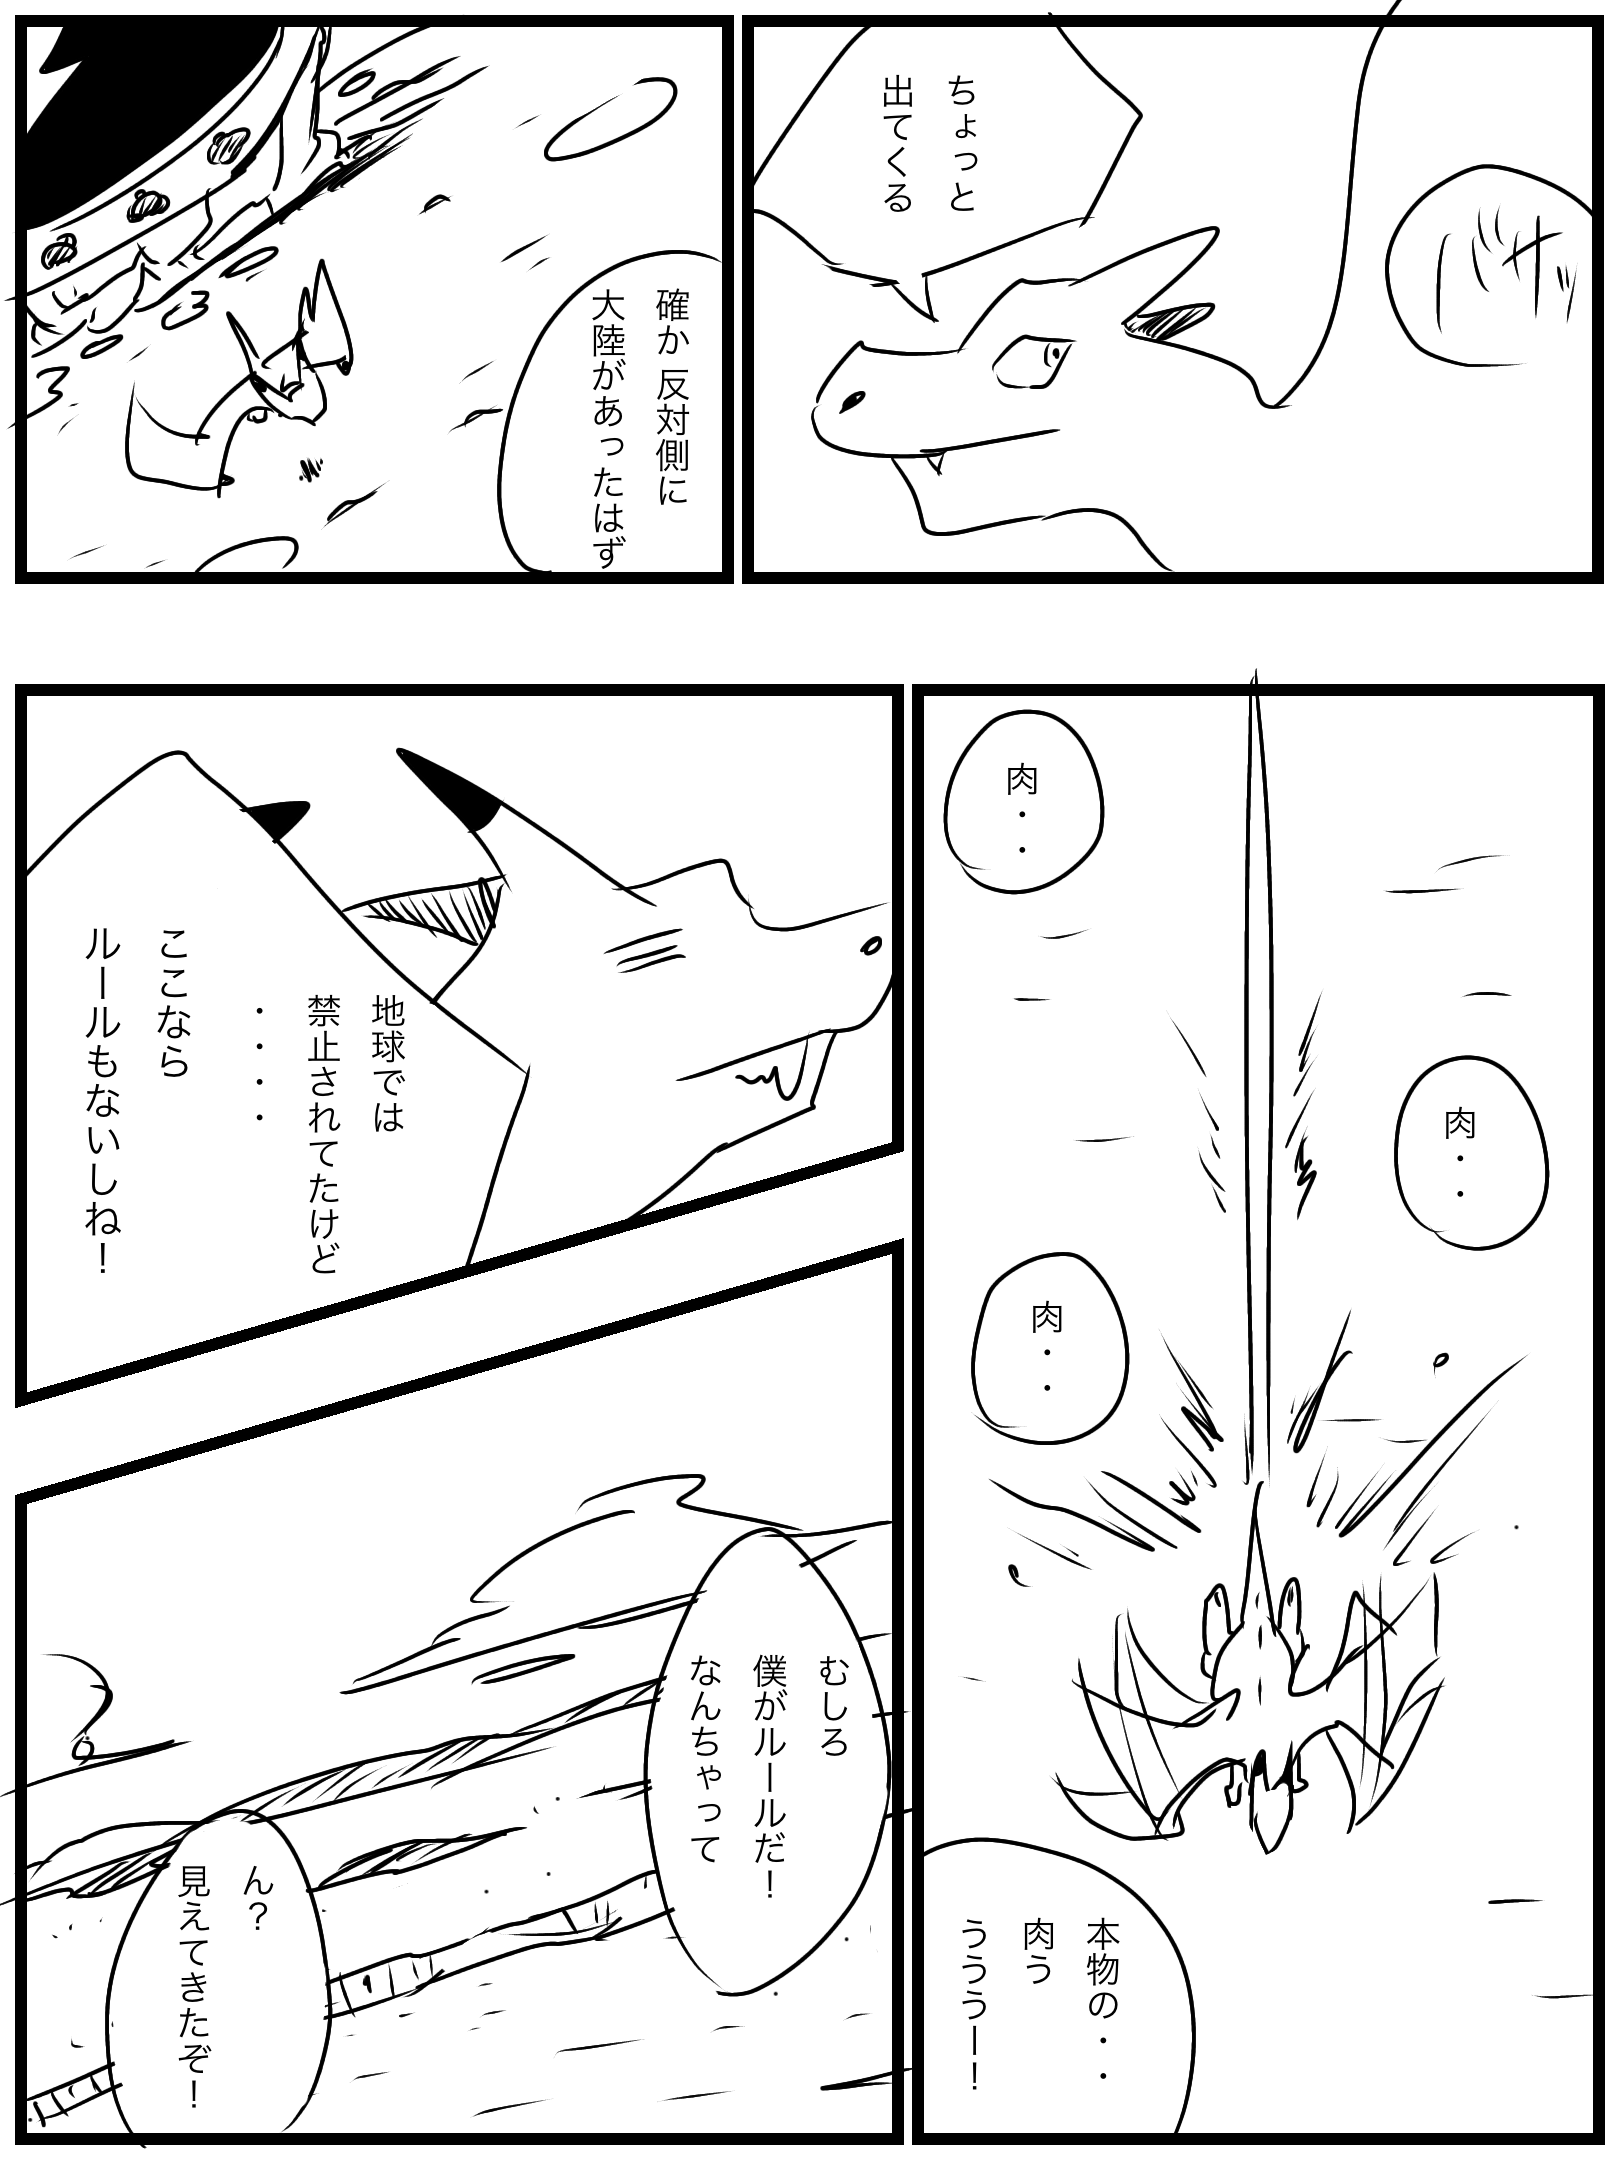 ちょっと
出てくる
確か反対側に
大陸があったはず
肉・・
肉・・
肉・・
本物の・・
肉う
うううー！
地球では
禁止されてたけど
・・・・
ここなら
ルールもないしね！
むしろ
僕がルールだ！
なんちゃって
ん？
見えてきたぞ！